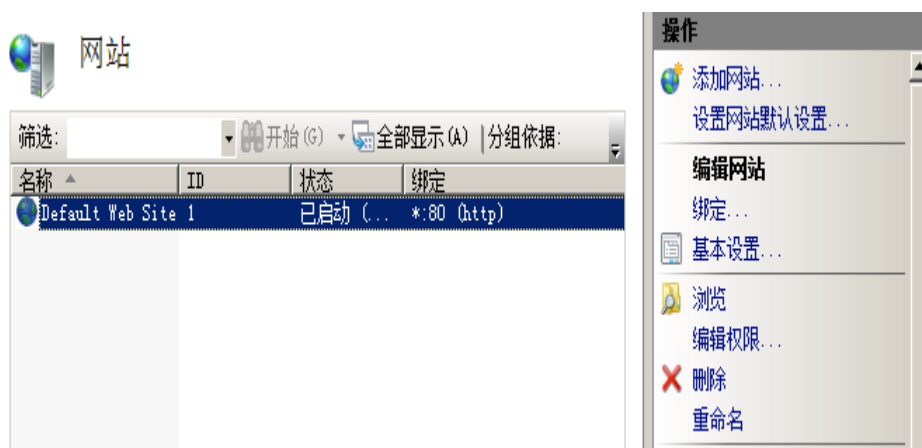 网站
筛选:
开始(G)
全部显示(A)
分组依据:
名称
ID
状态
绑定
Default Web Site
1
已启动 (...
*:80 (http)
操作
添加网站...
设置网站默认设置...
编辑网站
绑定...
基本设置...
浏览
编辑权限...
删除
重命名